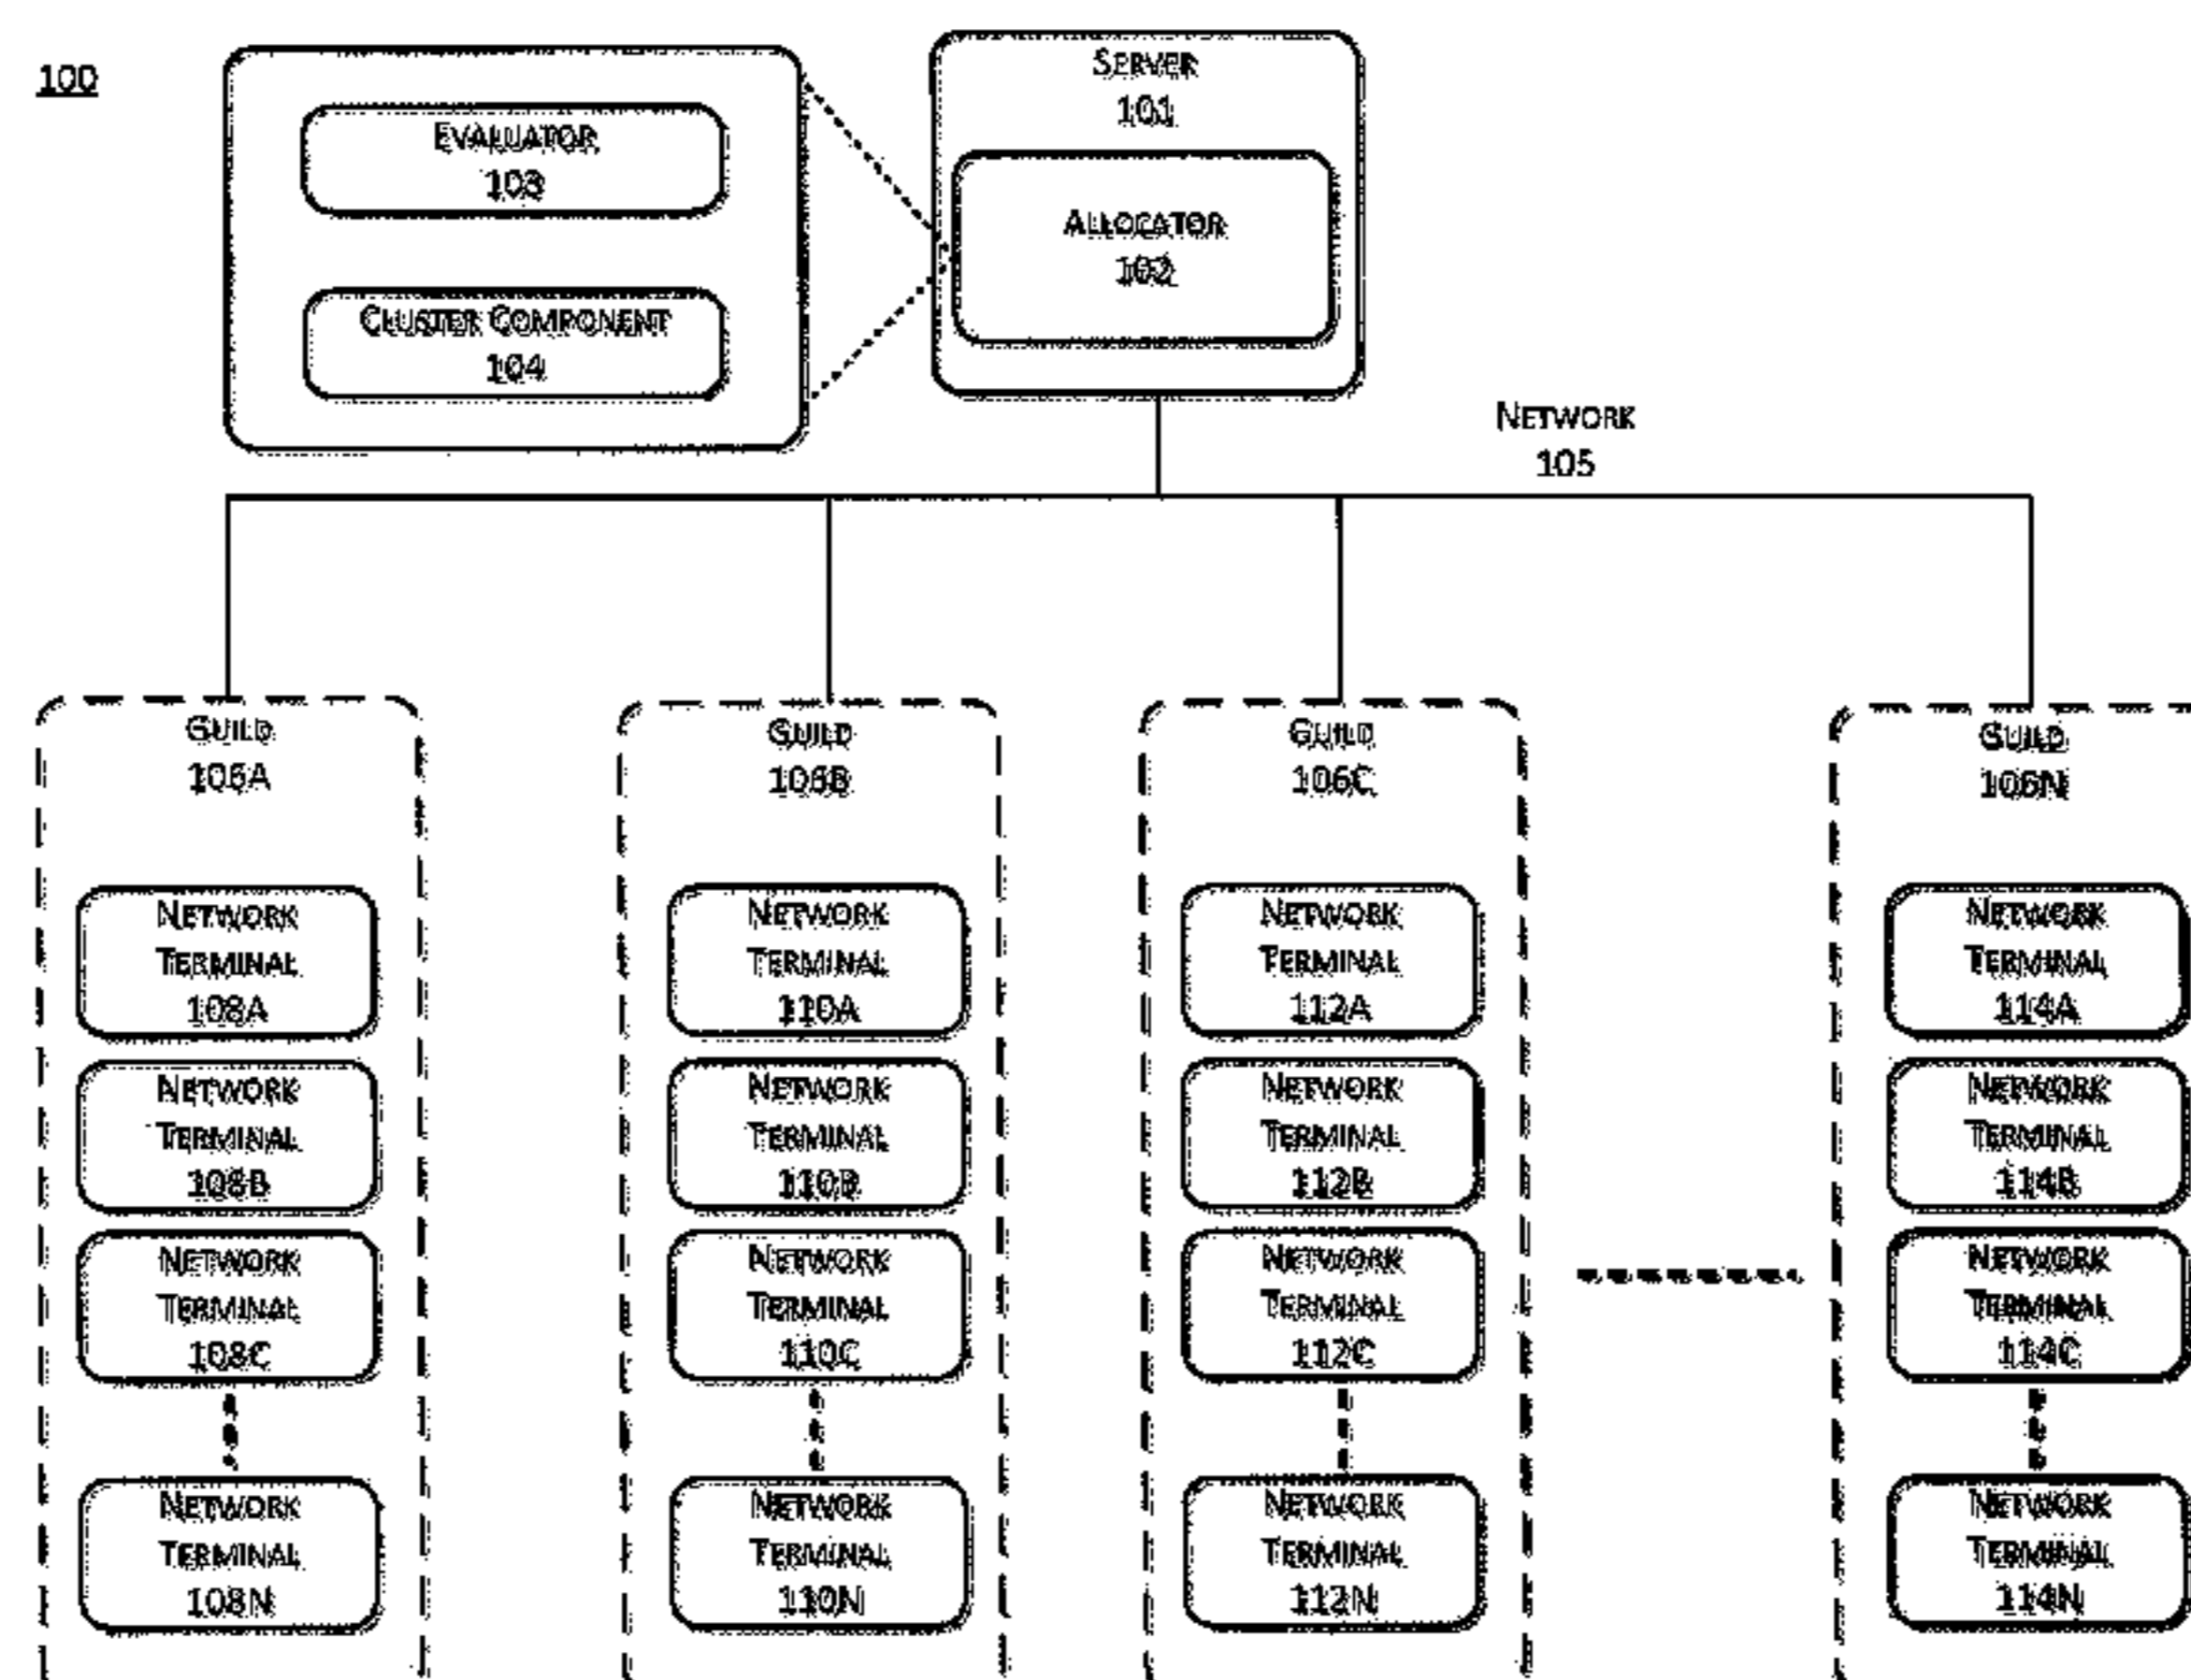 100
SERVER
101
EVALUATOR
103
ALLOCATOR
102
CLUSTER COMPONENT
104
NETWORK
105
GUILD
106A
NETWORK
TERMINAL
108A
NETWORK
TERMINAL
108B
NETWORK
TERMINAL
108C
NETWORK
TERMINAL
108N
GUILD
106B
NETWORK
TERMINAL
110A
NETWORK
TERMINAL
110B
NETWORK
TERMINAL
110C
NETWORK
TERMINAL
110N
GUILD
106C
NETWORK
TERMINAL
112A
NETWORK
TERMINAL
112B
NETWORK
TERMINAL
112C
NETWORK
TERMINAL
112N
GUILD
106N
NETWORK
TERMINAL
114A
NETWORK
TERMINAL
114B
NETWORK
TERMINAL
114C
NETWORK
TERMINAL
114N